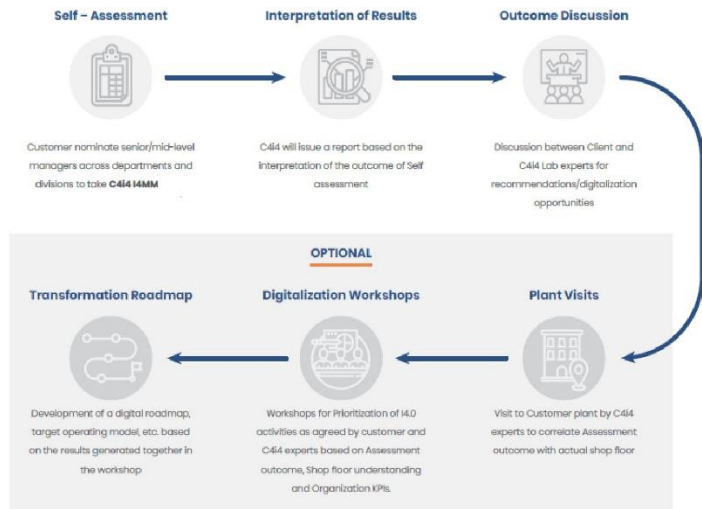 Self – Assessment
Customer nominate senior/mid-level
managers across departments and
divisions to take C4i4 I4MM
Interpretation of Results
C4i4 will issue a report based on the
interpretation of the outcome of Self
assessment
Outcome Discussion
Discussion between Client and
C4i4 Lab experts for
recommendations/digitalization
opportunities
OPTIONAL
Transformation Roadmap
Development of a digital roadmap,
target operating model, etc. based
on the results generated together in
the workshop
Digitalization Workshops
Workshops for Prioritization of I4.0
activities as agreed by customer and
C4i4 experts based on Assessment
outcome, Shop floor understanding
and Organization KPIs.
Plant Visits
Visit to Customer plant by C4i4
experts to correlate Assessment
outcome with actual shop floor